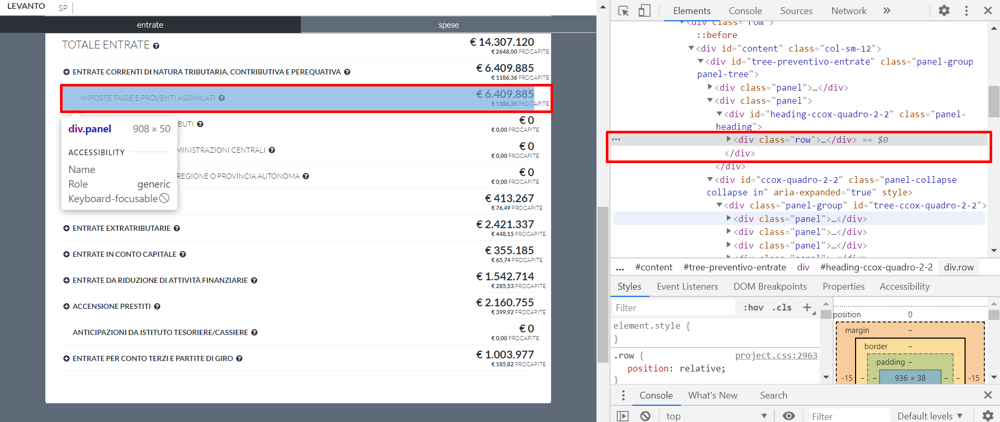 LEVANTO SP
entrate spese
TOTALE ENTRATE
€ 14.307.120
€ 2648,00 PROCAPITE
ENTRATE CORRENTI DI NATURA TRIBUTARIA, CONTRIBUTIVA E PEREQUATIVA
€ 6.409.885
€ 1186,36 PROCAPITE
IMPOSTE TASSE E PROVENTI ASSIMILATI
€ 6.409.885
€ 1186,36 PROCAPITE
BUTI
€ 0
€ 0,00 PROCAPITE
MINISTRAZIONI CENTRALI
€ 0
€ 0,00 PROCAPITE
REGIONE O PROVINCIA AUTONOMA
€ 0
€ 0,00 PROCAPITE
€ 413.267
€ 76,49 PROCAPITE
ENTRATE EXTRATRIBUTARIE
€ 2.421.337
€ 448,15 PROCAPITE
ENTRATE IN CONTO CAPITALE
€ 355.185
€ 65,74 PROCAPITE
ENTRATE DA RIDUZIONE DI ATTIVITÀ FINANZIARIE
€ 1.542.714
€ 285,53 PROCAPITE
ACCENSIONE PRESTITI
€ 2.160.755
€ 399,92 PROCAPITE
ANTICIPAZIONI DA ISTITUTO TESORIERE/CASSIERE
€ 0
€ 0,00 PROCAPITE
ENTRATE PER CONTO TERZI E PARTITE DI GIRO
€ 1.003.977
€ 185,82 PROCAPITE
div.panel 908 × 50
ACCESSIBILITY
Name
Role generic
Keyboard-focusable
Elements Console Sources Network »
<div class="row">
::before
<div id="content" class="col-sm-12">
<div id="tree-preventivo-entrate" class="panel-group
panel-tree">
<div class="panel">…</div>
<div class="panel">
<div id="heading-ccox-quadro-2-2" class="panel-
heading">
<div class="row">…</div> == $0
</div>
</div>
<div id="ccox-quadro-2-2" class="panel-collapse
collapse in" aria-expanded="true" style>
<div class="panel-group" id="tree-ccox-quadro-2-2">
<div class="panel">…</div>
<div class="panel">…</div>
<div class="panel">…</div>
... #content #tree-preventivo-entrate div #heading-ccox-quadro-2-2 div.row
Styles Event Listeners DOM Breakpoints Properties Accessibility
Filter :hov .cls +
element.style {
}
.row { project.css:2963
position: relative;
}
position 0
margin –
border –
padding –
-15 – – 936 × 38 – – -15
Console What's New Search
top Filter Default levels